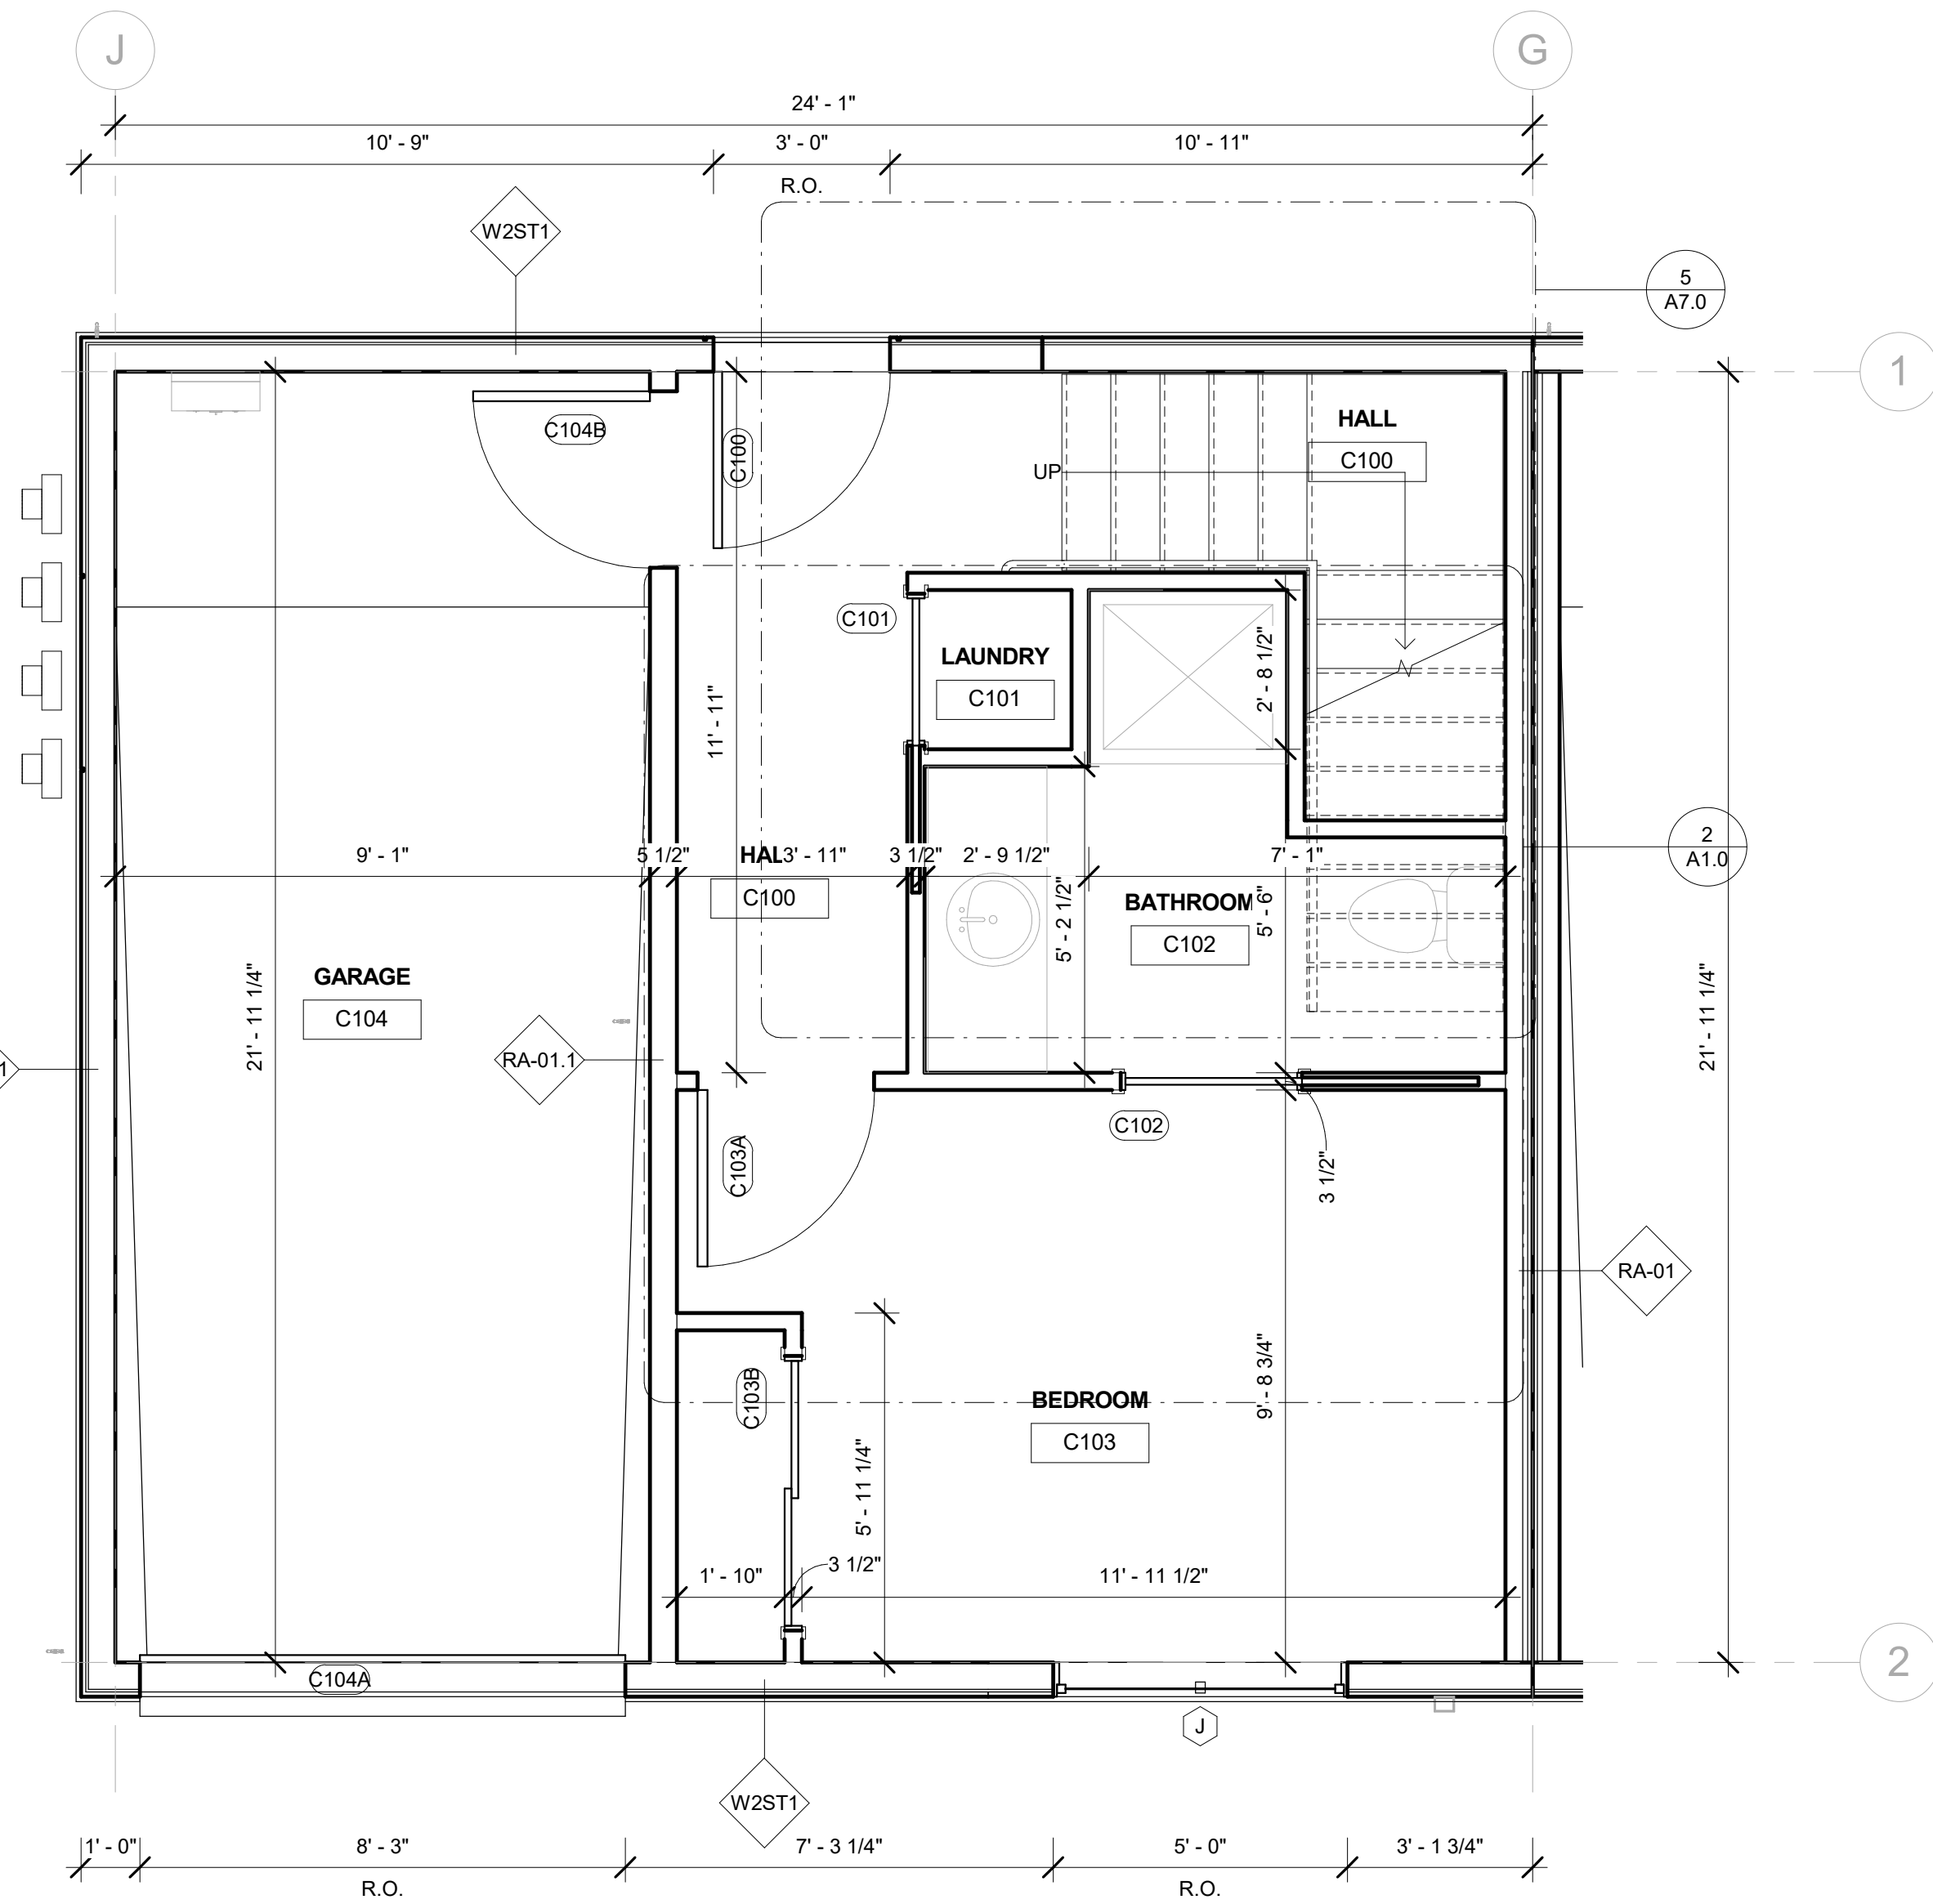 J
G
24' - 1"
10' - 9"
3' - 0"
10' - 11"
R.O.
W2ST1
5
A7.0
1
C104B
C100
HALL
C100
UP
C101
LAUNDRY
C101
2' - 8 1/2"
11' - 11"
9' - 1"
5 1/2"
HAL
3' - 11"
3 1/2"
2' - 9 1/2"
7' - 1"
2
A1.0
C100
5' - 2 1/2"
BATHROOM
C102
5' - 6"
GARAGE
C104
21' - 11 1/4"
21' - 11 1/4"
RA-01.1
1
C102
C103A
3 1/2"
RA-01
C103B
BEDROOM
C103
9' - 8 3/4"
5' - 11 1/4"
1' - 10"
3 1/2"
11' - 11 1/2"
C104A
2
J
W2ST1
1' - 0"
8' - 3"
7' - 3 1/4"
5' - 0"
3' - 1 3/4"
R.O.
R.O.